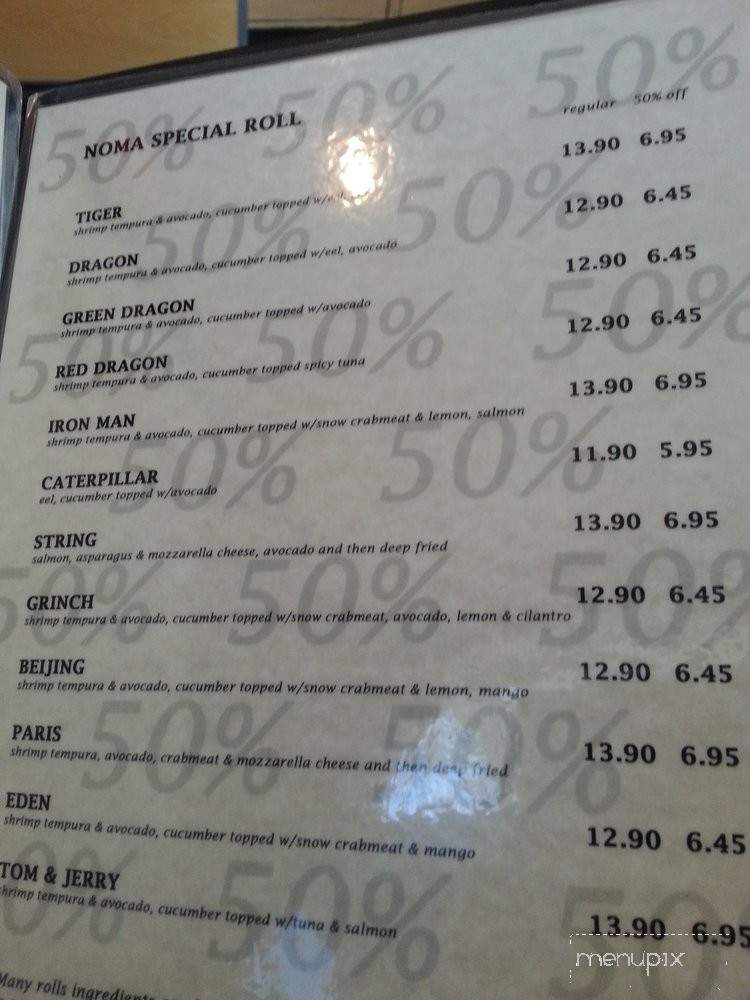 50% 50% 50%
regular 50% off
NOMA SPECIAL ROLL
TIGER 13.90 6.95
shrimp tempura & avocado, cucumber topped
DRAGON 12.90 6.45
shrimp tempura & avocado, cucumber topped w/eel, avocado
GREEN DRAGON 12.90 6.45
shrimp tempura & avocado, cucumber topped w/avocado
RED DRAGON 12.90 6.45
shrimp tempura & avocado, cucumber topped spicy tuna
IRON MAN 13.90 6.95
shrimp tempura & avocado, cucumber topped w/snow crabmeat & lemon, salmon
CATERPILLAR 11.90 5.95
eel, cucumber topped w/avocado
STRING 13.90 6.95
salmon, asparagus & mozzarella cheese, avocado and then deep fried
GRINCH 12.90 6.45
shrimp tempura & avocado, cucumber topped w/snow crabmeat, avocado, lemon & cilantro
BEIJING 12.90 6.45
shrimp tempura & avocado, cucumber topped w/snow crabmeat & lemon, mango
PARIS 13.90 6.95
shrimp tempura, avocado, crabmeat & mozzarella cheese and then deep fried
EDEN 12.90 6.45
shrimp tempura & avocado, cucumber topped w/snow crabmeat & mango
TOM & JERRY 13.90 6.95
shrimp tempura & avocado, cucumber topped w/tuna & salmon
Many rolls ingredients
menupix